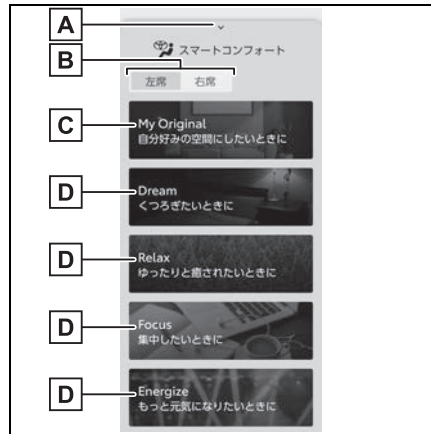 A
スマートコンフォート
B
左席 右席
C
My Original
自分好みの空間にしたいときに
D
Dream
くつろぎたいときに
D
Relax
ゆったりと癒されたいときに
D
Focus
集中したいときに
D
Energize
もっと元気になりたいときに